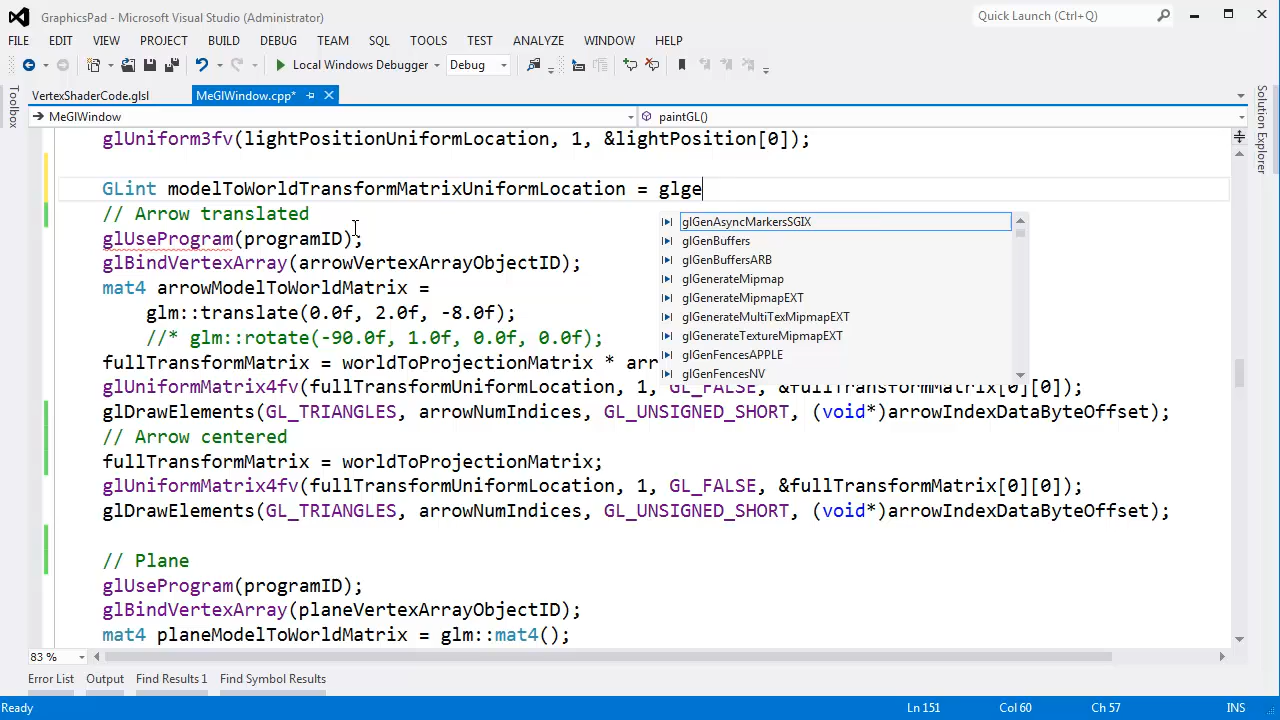 GraphicsPad - Microsoft Visual Studio (Administrator)
Quick Launch (Ctrl+Q)
FILE EDIT VIEW PROJECT BUILD DEBUG TEAM SQL TOOLS TEST ANALYZE WINDOW HELP
Local Windows Debugger Debug
Toolbox
Solution Explorer
VertexShaderCode.glsl MeGlWindow.cpp*
MeGlWindow paintGL()
glUniform3fv(lightPositionUniformLocation, 1, &lightPosition[0]);
GLint modelToWorldTransformMatrixUniformLocation = glge
// Arrow translated
glUseProgram(programID);
glBindVertexArray(arrowVertexArrayObjectID);
mat4 arrowModelToWorldMatrix =
glm::translate(0.0f, 2.0f, -8.0f);
//* glm::rotate(-90.0f, 1.0f, 0.0f, 0.0f);
fullTransformMatrix = worldToProjectionMatrix * arr
glUniformMatrix4fv(fullTransformUniformLocation, 1, GL_FALSE, &fullTransformMatrix[0][0]);
glDrawElements(GL_TRIANGLES, arrowNumIndices, GL_UNSIGNED_SHORT, (void*)arrowIndexDataByteOffset);
// Arrow centered
fullTransformMatrix = worldToProjectionMatrix;
glUniformMatrix4fv(fullTransformUniformLocation, 1, GL_FALSE, &fullTransformMatrix[0][0]);
glDrawElements(GL_TRIANGLES, arrowNumIndices, GL_UNSIGNED_SHORT, (void*)arrowIndexDataByteOffset);
// Plane
glUseProgram(programID);
glBindVertexArray(planeVertexArrayObjectID);
mat4 planeModelToWorldMatrix = glm::mat4();
glGenAsyncMarkersSGIX
glGenBuffers
glGenBuffersARB
glGenerateMipmap
glGenerateMipmapEXT
glGenerateMultiTexMipmapEXT
glGenerateTextureMipmapEXT
glGenFencesAPPLE
glGenFencesNV
83 %
Error List Output Find Results 1 Find Symbol Results
Ready Ln 151 Col 60 Ch 57 INS